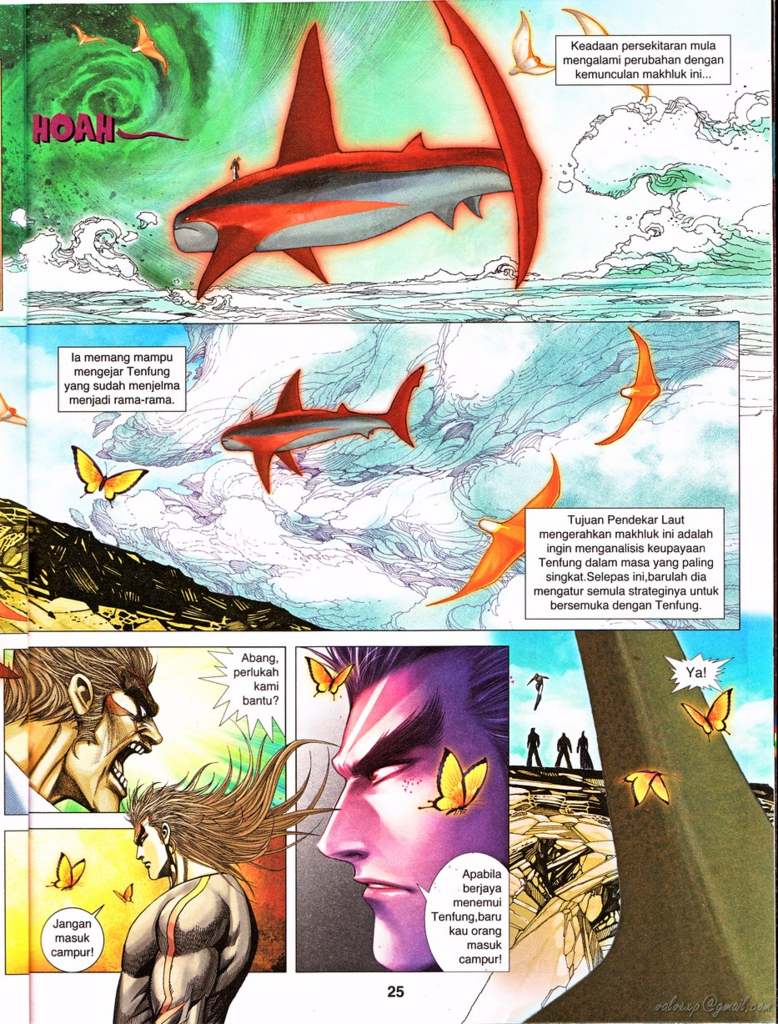 Keadaan persekitaran mula
mengalami perubahan dengan
kemunculan makhluk ini...
HOAH
Ia memang mampu
mengejar Tenfung
yang sudah menjelma
menjadi rama-rama.
Tujuan Pendekar Laut
mengerahkan makhluk ini adalah
ingin menganalisis keupayaan
Tenfung dalam masa yang paling
singkat.Selepas ini,barulah dia
mengatur semula strateginya untuk
bersemuka dengan Tenfung.
Abang,
perlukah
kami
bantu?
Jangan
masuk
campur!
Apabila
berjaya
menemui
Tenfung,baru
kau orang
masuk
campur!
Ya!
25